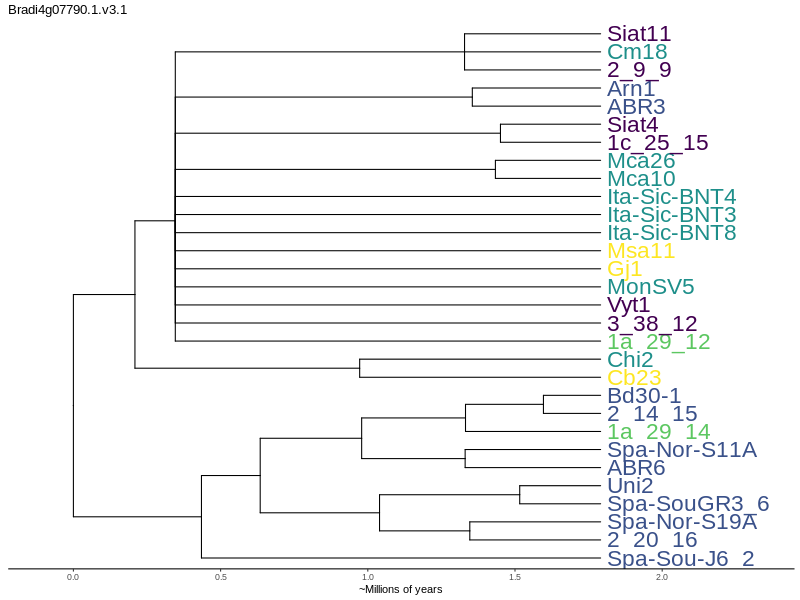 Bradi4g07790.1.v3.1
Siat11
Cm18
2_9_9
Arn1
ABR3
Siat4
1c_25_15
Mca26
Mca10
Ita-Sic-BNT4
Ita-Sic-BNT3
Ita-Sic-BNT8
Msa11
Gj1
MonSV5
Vyt1
3_38_12
1a_29_12
Chi2
Cb23
Bd30-1
2_14_15
1a_29_14
Spa-Nor-S11A
ABR6
Uni2
Spa-SouGR3_6
Spa-Nor-S19A
2_20_16
Spa-Sou-J6_2
0.0 0.5 1.0 1.5 2.0
~Millions of years